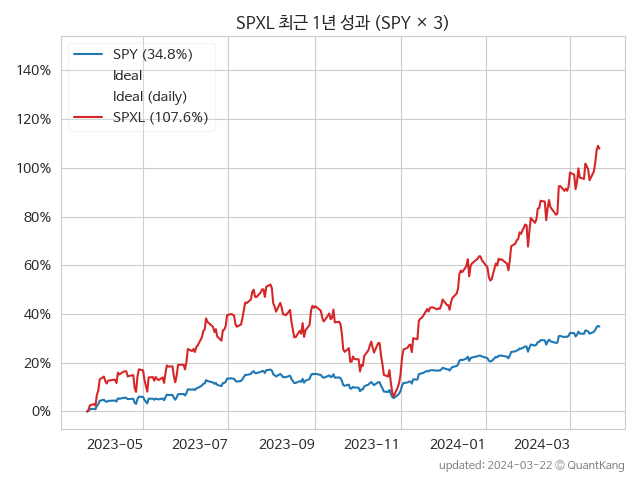 SPXL 최근 1년 성과 (SPY × 3)
SPY (34.8%)
Ideal
Ideal (daily)
SPXL (107.6%)
140%
120%
100%
80%
60%
40%
20%
0%
2023-05 2023-07 2023-09 2023-11 2024-01 2024-03
updated: 2024-03-22 © QuantKang